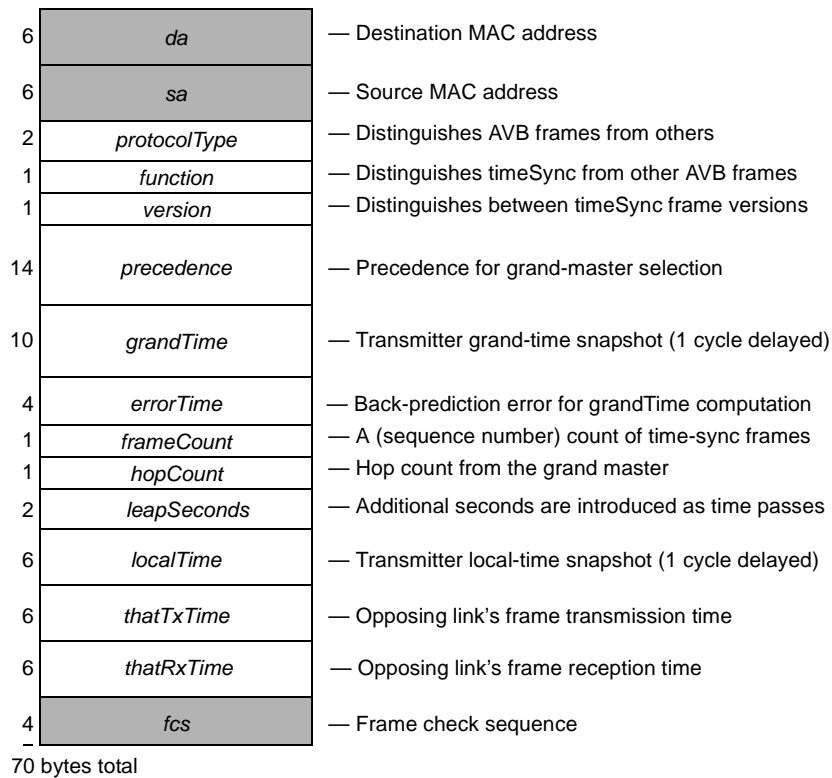 6 da — Destination MAC address
6 sa — Source MAC address
2 protocolType — Distinguishes AVB frames from others
1 function — Distinguishes timeSync from other AVB frames
1 version — Distinguishes between timeSync frame versions
14 precedence — Precedence for grand-master selection
10 grandTime — Transmitter grand-time snapshot (1 cycle delayed)
4 errorTime — Back-prediction error for grandTime computation
1 frameCount — A (sequence number) count of time-sync frames
1 hopCount — Hop count from the grand master
2 leapSeconds — Additional seconds are introduced as time passes
6 localTime — Transmitter local-time snapshot (1 cycle delayed)
6 thatTxTime — Opposing link's frame transmission time
6 thatRxTime — Opposing link's frame reception time
4 fcs — Frame check sequence
70 bytes total